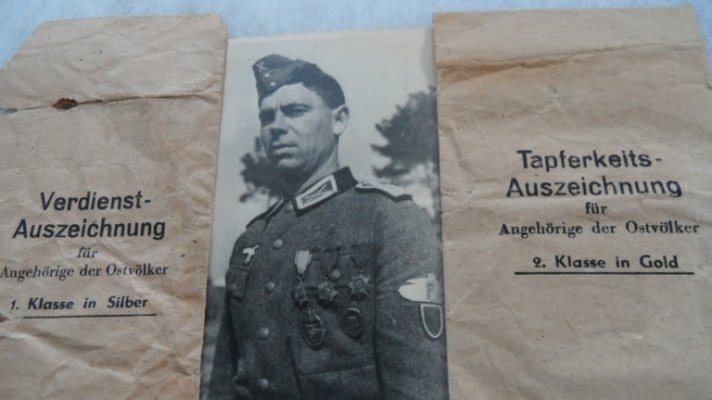 Verdienst-
Auszeichnung
für
Angehörige der Ostvölker
1. Klasse in Silber
Tapferkeits-
Auszeichnung
für
Angehörige der Ostvölker
2. Klasse in Gold